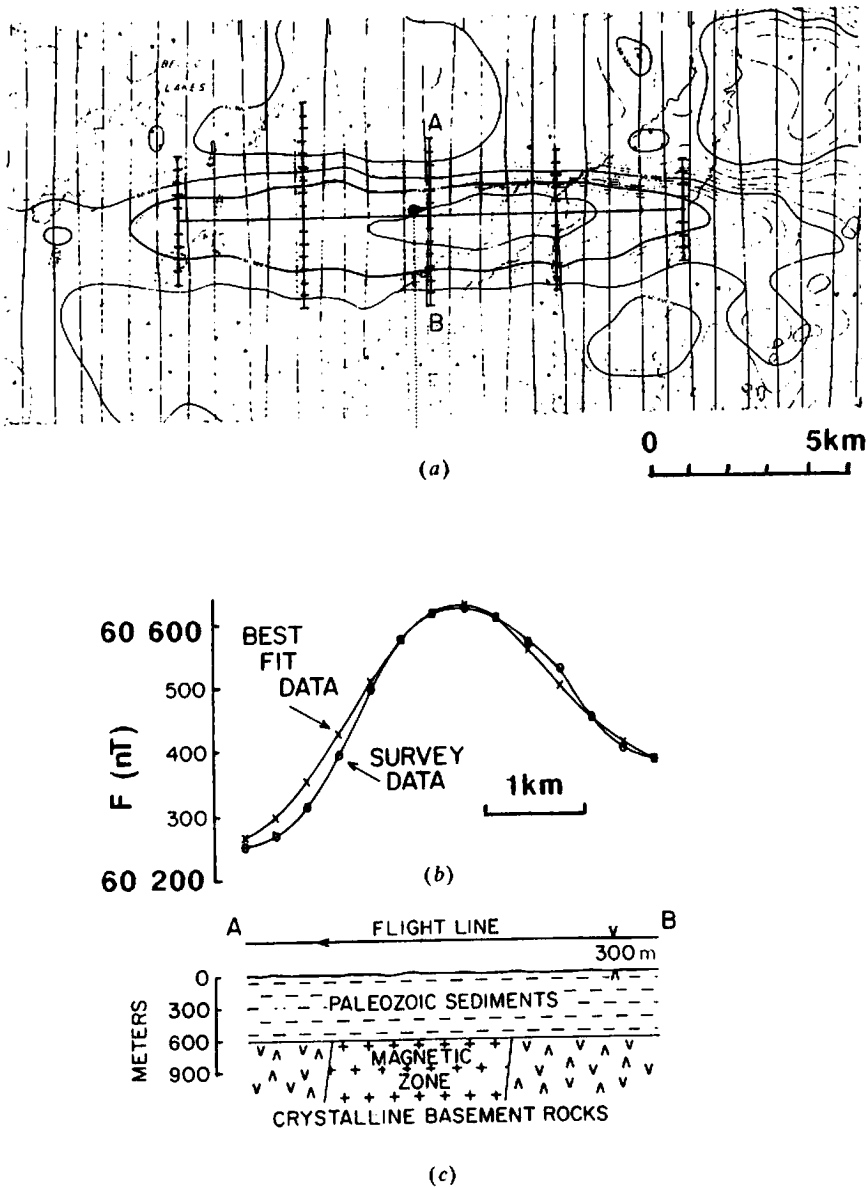 LAKES
A
B
0 5km
(a)
60 600
500
400
300
60 200
F (nT)
BEST
FIT
DATA
SURVEY
DATA
1km
(b)
A FLIGHT LINE B
300 m
0
300
600
900
METERS
PALEOZOIC SEDIMENTS
MAGNETIC
ZONE
CRYSTALLINE BASEMENT ROCKS
(c)